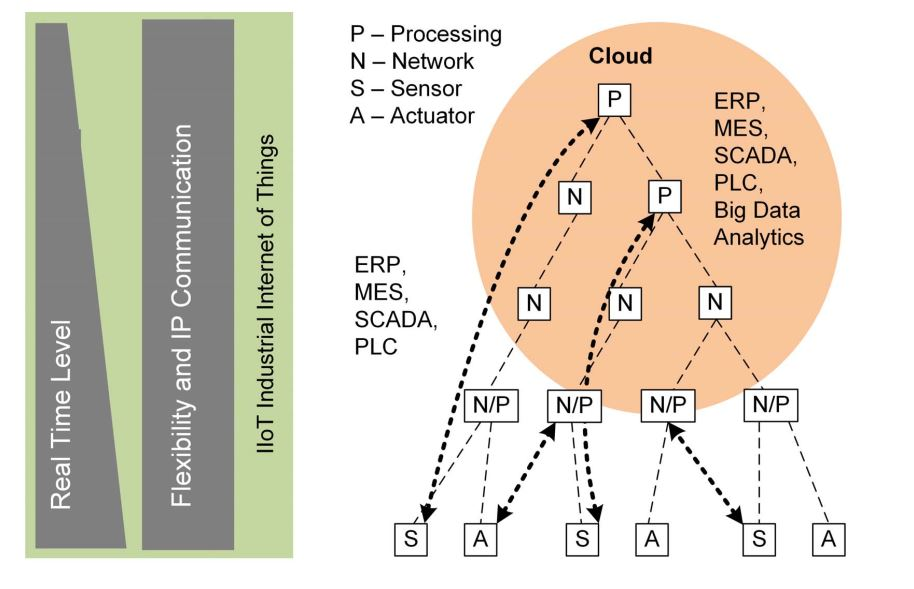 Real Time Level
Flexibility and IP Communication
IIoT Industrial Internet of Things
P – Processing
N – Network
S – Sensor
A – Actuator
Cloud
P
ERP,
MES,
SCADA,
PLC,
Big Data
Analytics
N
P
ERP,
MES,
SCADA,
PLC
N
N
N
N/P
N/P
N/P
N/P
S
A
S
A
S
A